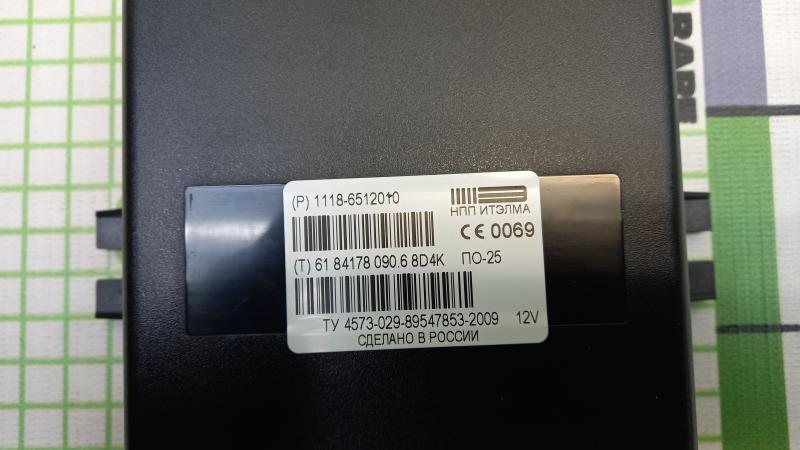 (P) 1118-6512010
НПП ИТЭЛМА
CE 0069
(T) 61 84178 090.6 8D4K ПО-25
ТУ 4573-029-89547853-2009 12V
СДЕЛАНО В РОССИИ